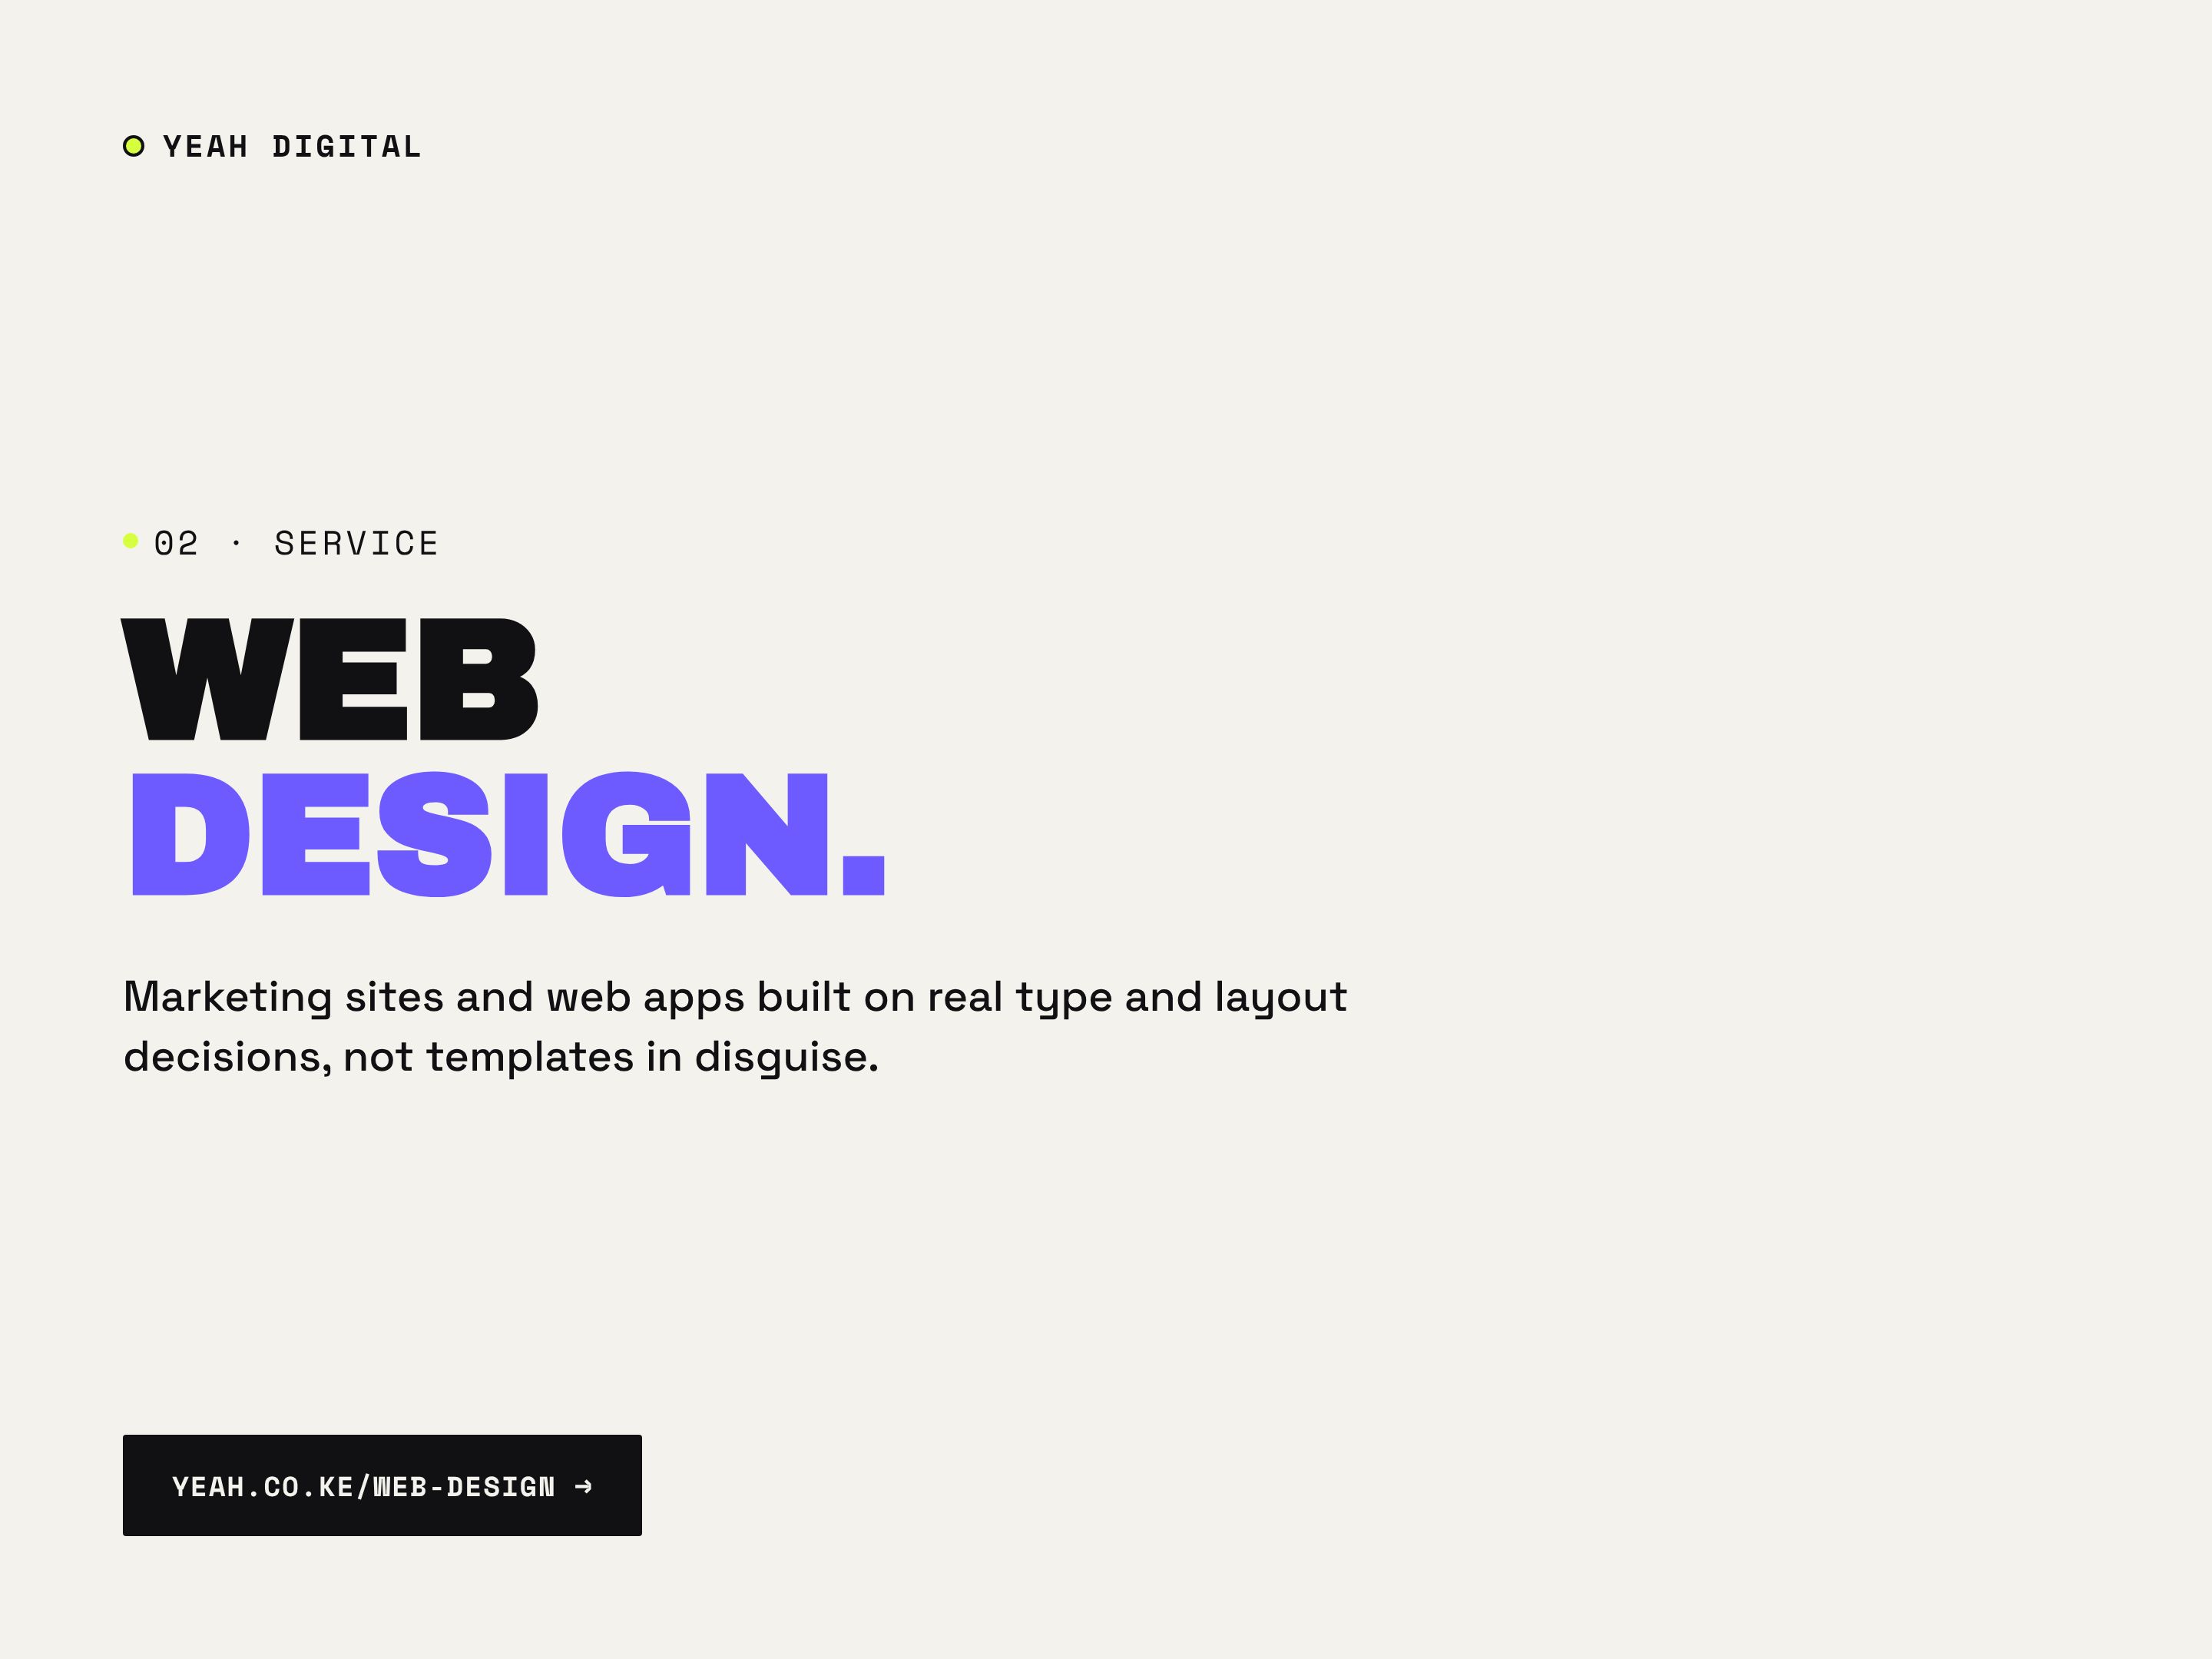 YEAH DIGITAL
02 · SERVICE
WEB
DESIGN.
Marketing sites and web apps built on real type and layout
decisions, not templates in disguise.
YEAH.CO.KE/WEB-DESIGN →